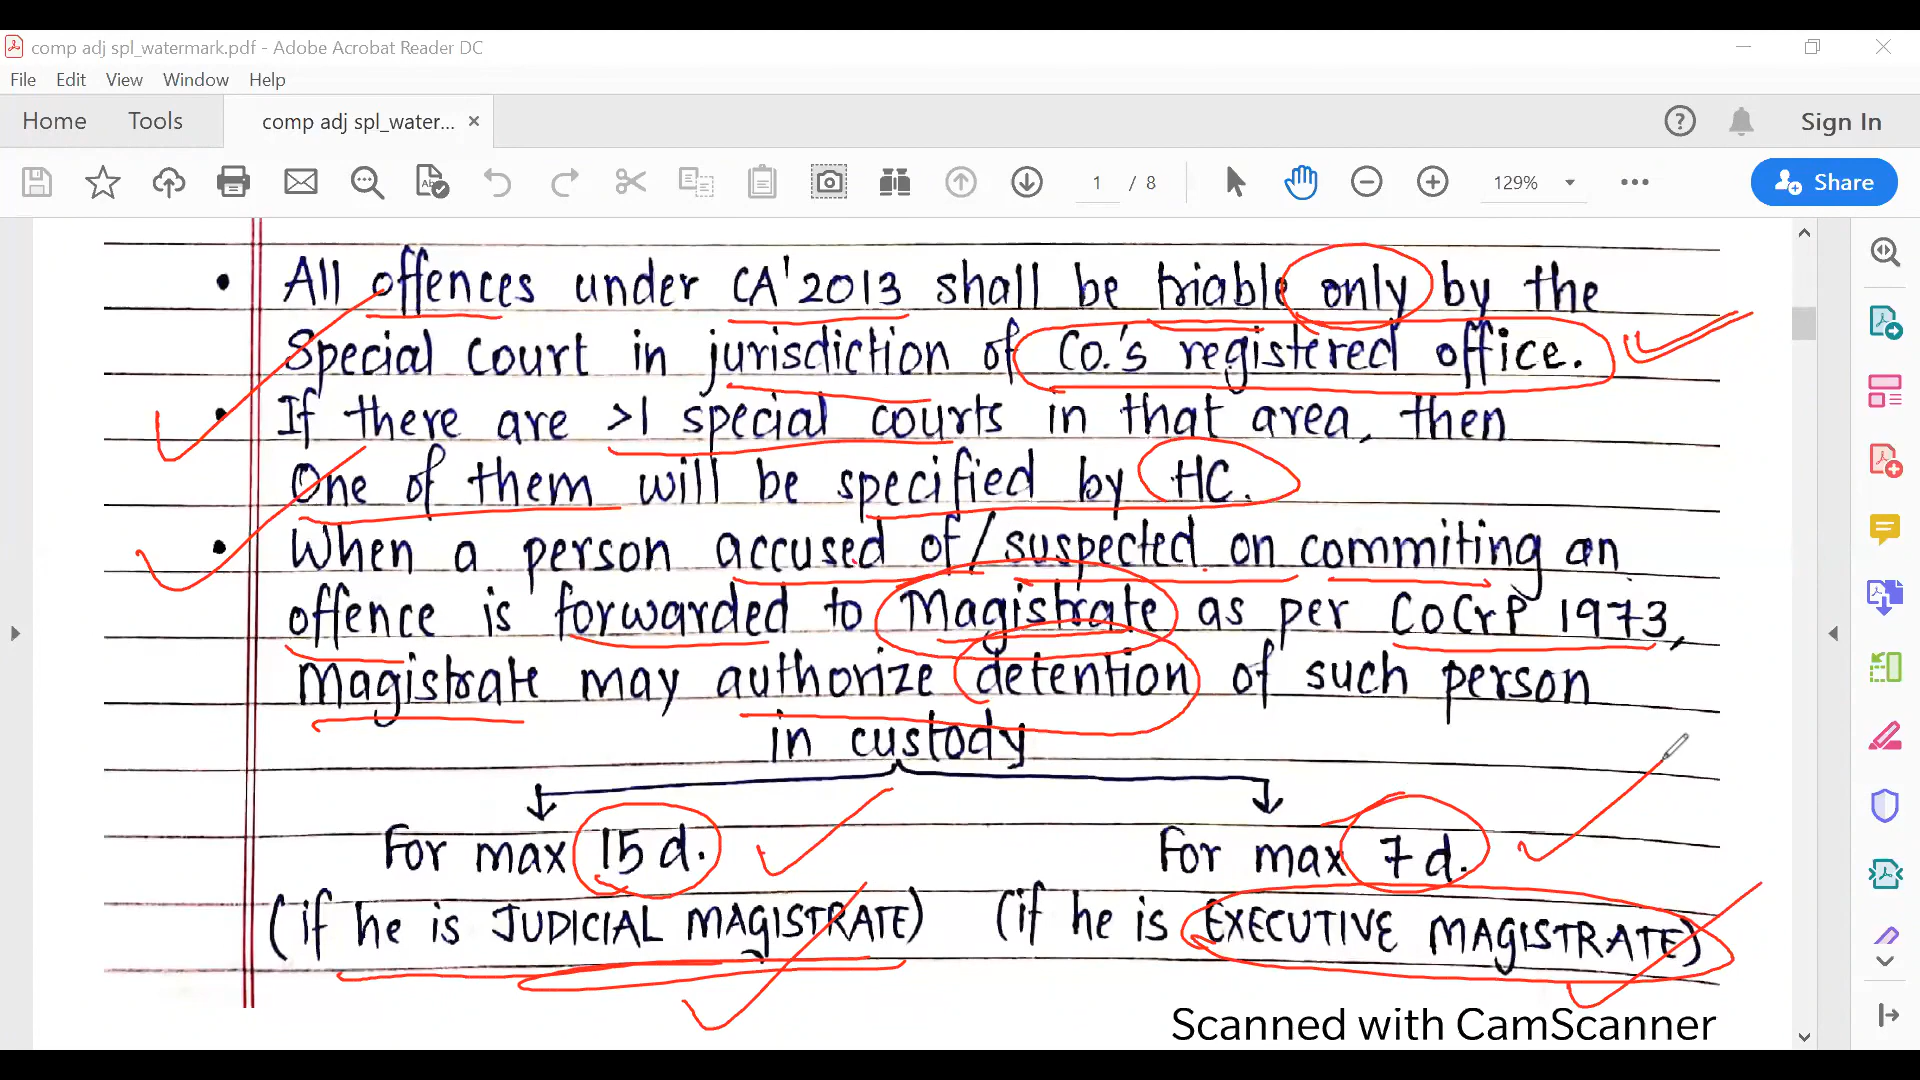 comp adj spl_watermark.pdf - Adobe Acrobat Reader DC
File Edit View Window Help
Home Tools comp adj spl_water... × Sign In
1 / 8 129% Share
• All offences under CA'2013 shall be triable only by the
Special Court in jurisdiction of Co.'s registered office.
• If there are >1 special courts in that area, then
One of them will be specified by HC.
• When a person accused of/suspected on commiting an
offence is forwarded to Magistrate as per CoCrP 1973,
Magistrate may authorize detention of such person
in custody
For max 15 d. For max 7 d.
(if he is JUDICIAL MAGISTRATE) (if he is EXECUTIVE MAGISTRATE)
Scanned with CamScanner